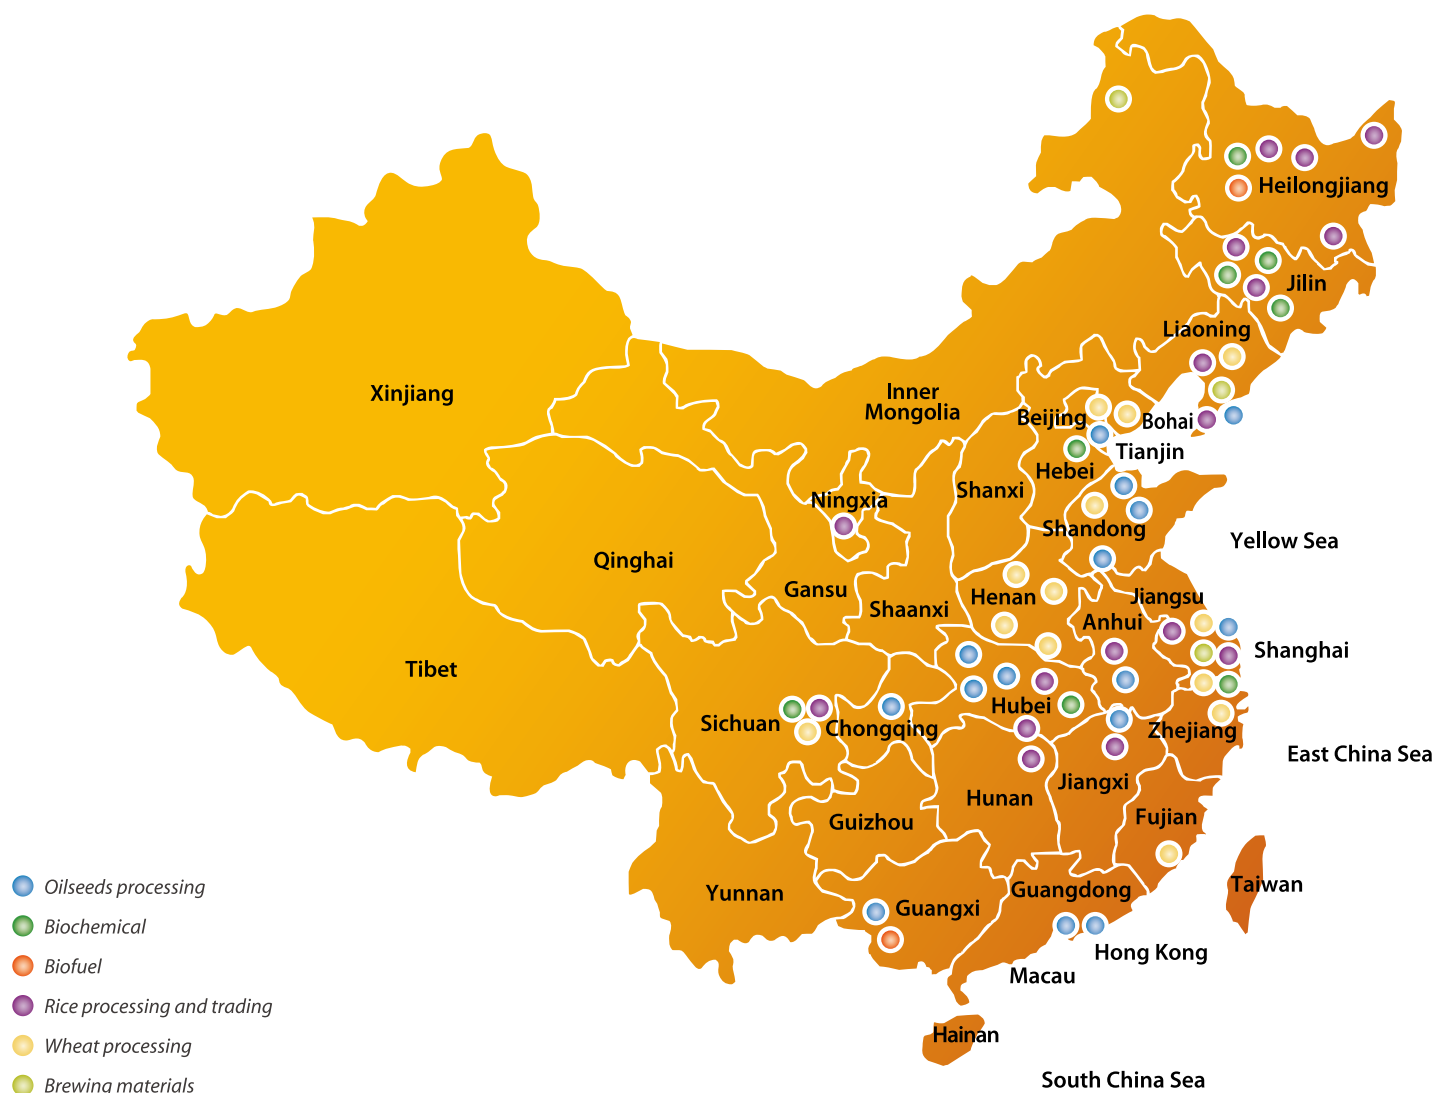 Heilongjiang
Jilin
Liaoning
Xinjiang
Inner
Mongolia
Beijing
Bohai
Tianjin
Hebei
Shanxi
Ningxia
Shandong
Yellow Sea
Qinghai
Gansu
Henan
Jiangsu
Shaanxi
Anhui
Shanghai
Tibet
Hubei
Sichuan
Chongqing
Zhejiang
East China Sea
Jiangxi
Hunan
Fujian
Guizhou
Taiwan
Guangdong
Yunnan
Guangxi
Hong Kong
Macau
Hainan
South China Sea
Oilseeds processing
Biochemical
Biofuel
Rice processing and trading
Wheat processing
Brewing materials